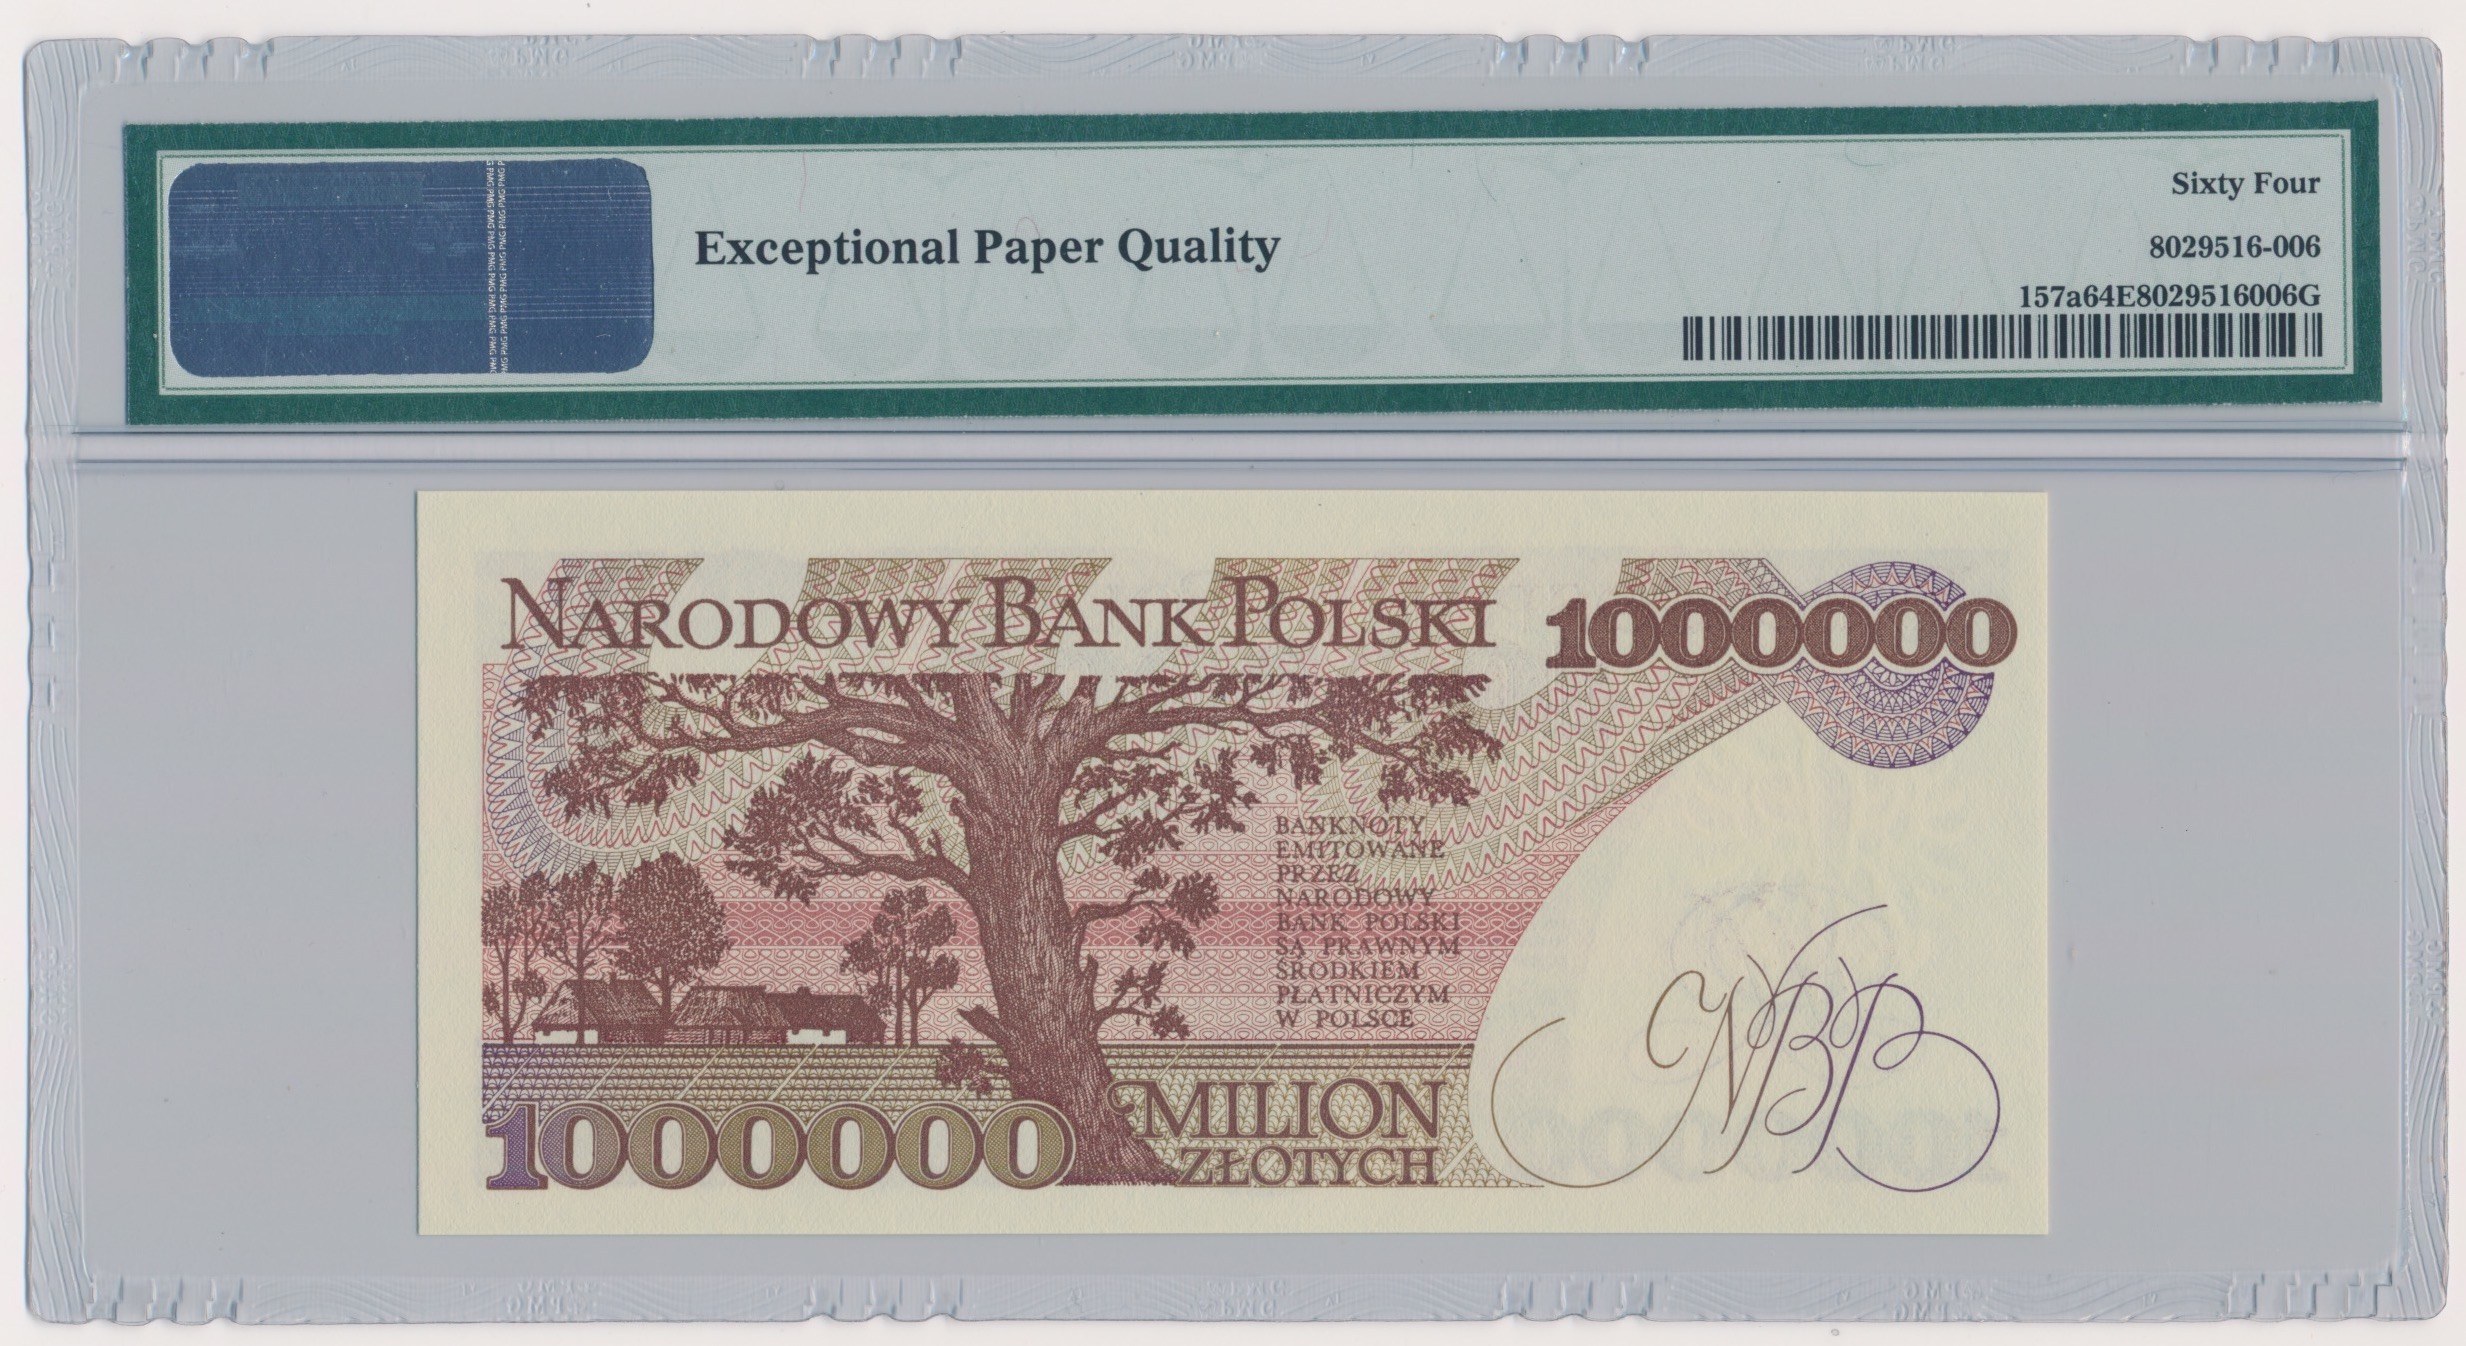 Sixty Four
Exceptional Paper Quality
8029516-006
157a64E8029516006G
NARODOWY BANK POLSKI
1000000
BANKNOTY
EMITOWANE
PRZEZ
NARODOWY
BANK POLSKI
SĄ PRAWNYM
ŚRODKIEM
PŁATNICZYM
W POLSCE
NBP
1000000
MILION
ZŁOTYCH